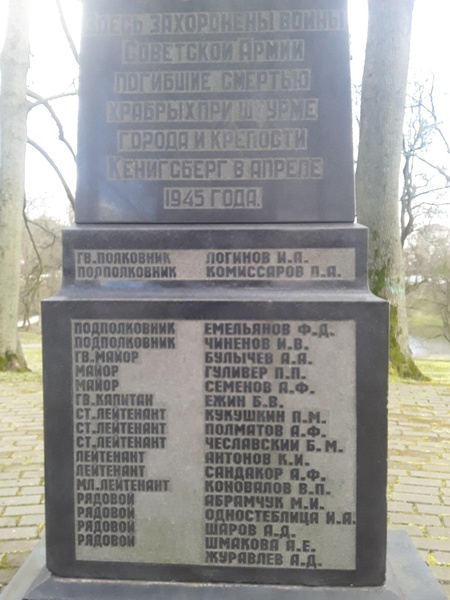 ЗДЕСЬ ЗАХОРОНЕНЫ ВОИНЫ
СОВЕТСКОЙ АРМИИ
ПОГИБШИЕ СМЕРТЬЮ
ХРАБРЫХ ПРИ ШТУРМЕ
ГОРОДА И КРЕПОСТИ
КЕНИГСБЕРГ В АПРЕЛЕ
1945 ГОДА.
ГВ.ПОЛКОВНИК ЛОГИНОВ И.А.
ПОДПОЛКОВНИК КОМИССАРОВ Л.А.
ПОДПОЛКОВНИК ЕМЕЛЬЯНОВ Ф.Д.
ПОДПОЛКОВНИК ЧИНЕНОВ И.В.
ГВ.МАЙОР БУЛЫЧЕВ А.А.
МАЙОР ГУЛИВЕР П.П.
МАЙОР СЕМЕНОВ А.Ф.
ГВ.КАПИТАН ЕЖИН Б.В.
СТ.ЛЕЙТЕНАНТ КУКУШКИН П.М.
СТ.ЛЕЙТЕНАНТ ПОЛМАТОВ А.Ф.
СТ.ЛЕЙТЕНАНТ ЧЕСЛАВСКИЙ Б.М.
ЛЕЙТЕНАНТ АНТОНОВ К.И.
ЛЕЙТЕНАНТ САНДАКОР А.Ф.
МЛ.ЛЕЙТЕНАНТ КОНОВАЛОВ В.П.
РЯДОВОЙ АБРАМЧУК М.И.
РЯДОВОЙ ОДНОСТЕБЛИЦА И.А.
РЯДОВОЙ ШАРОВ А.Д.
РЯДОВОЙ ШМАКОВА А.Е.
ЖУРАВЛЕВ А.Д.